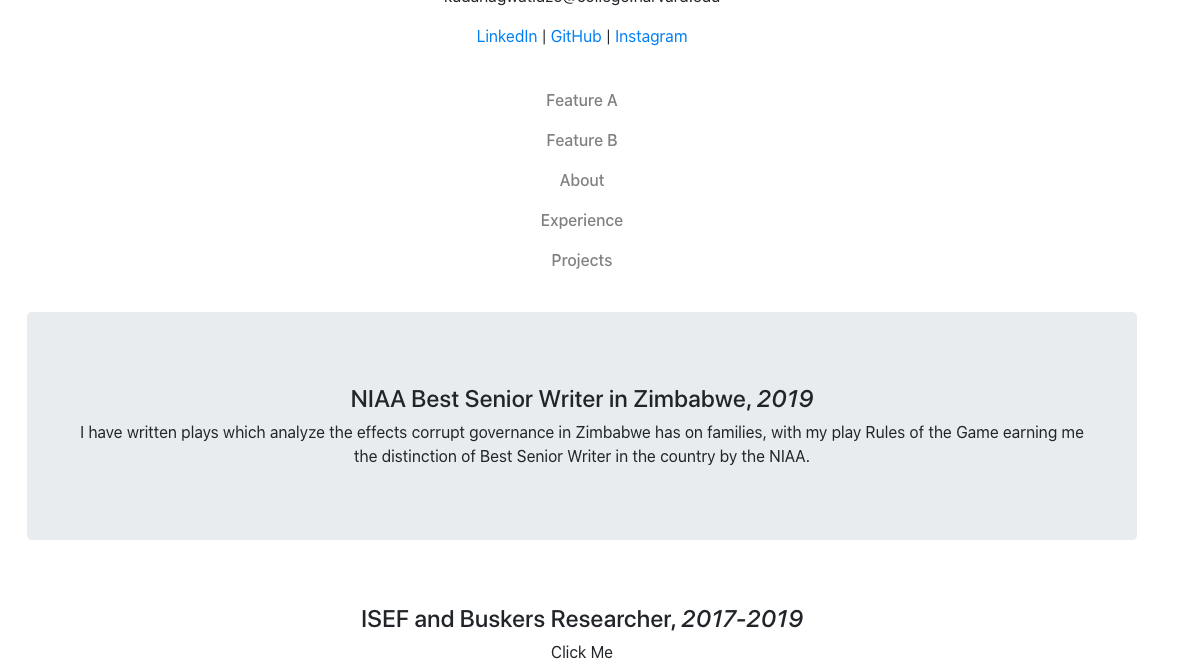 LinkedIn | GitHub | Instagram
Feature A
Feature B
About
Experience
Projects
NIAA Best Senior Writer in Zimbabwe, 2019
I have written plays which analyze the effects corrupt governance in Zimbabwe has on families, with my play Rules of the Game earning me
the distinction of Best Senior Writer in the country by the NIAA.
ISEF and Buskers Researcher, 2017-2019
Click Me